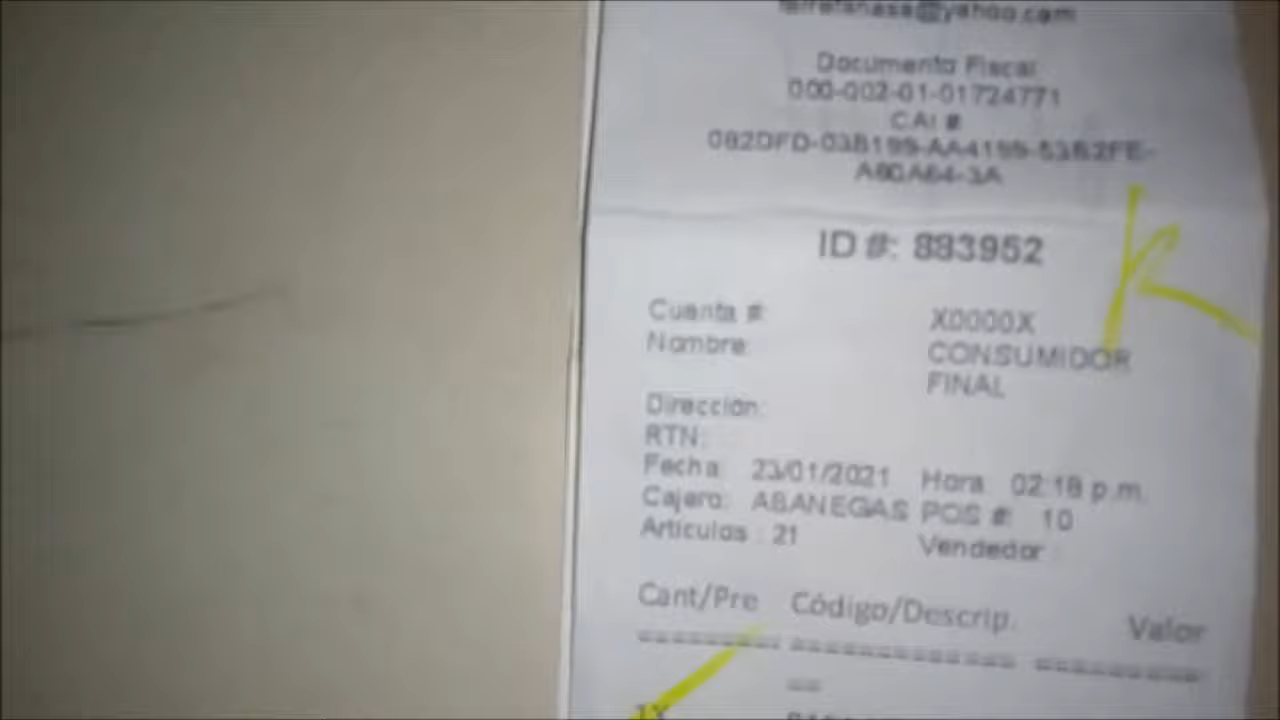 Documento Fiscal
000-002-01-01724771
CAI #
ID #: 883952
Cuenta #: X0000X
Nombre: CONSUMIDOR
FINAL
Dirección:
RTN:
Fecha: 23/01/2021 Hora: 02:18 p.m.
Cajero: ABANEGAS POS #: 10
Artículos : 21 Vendedor :
Cant/Pre Código/Descrip. Valor